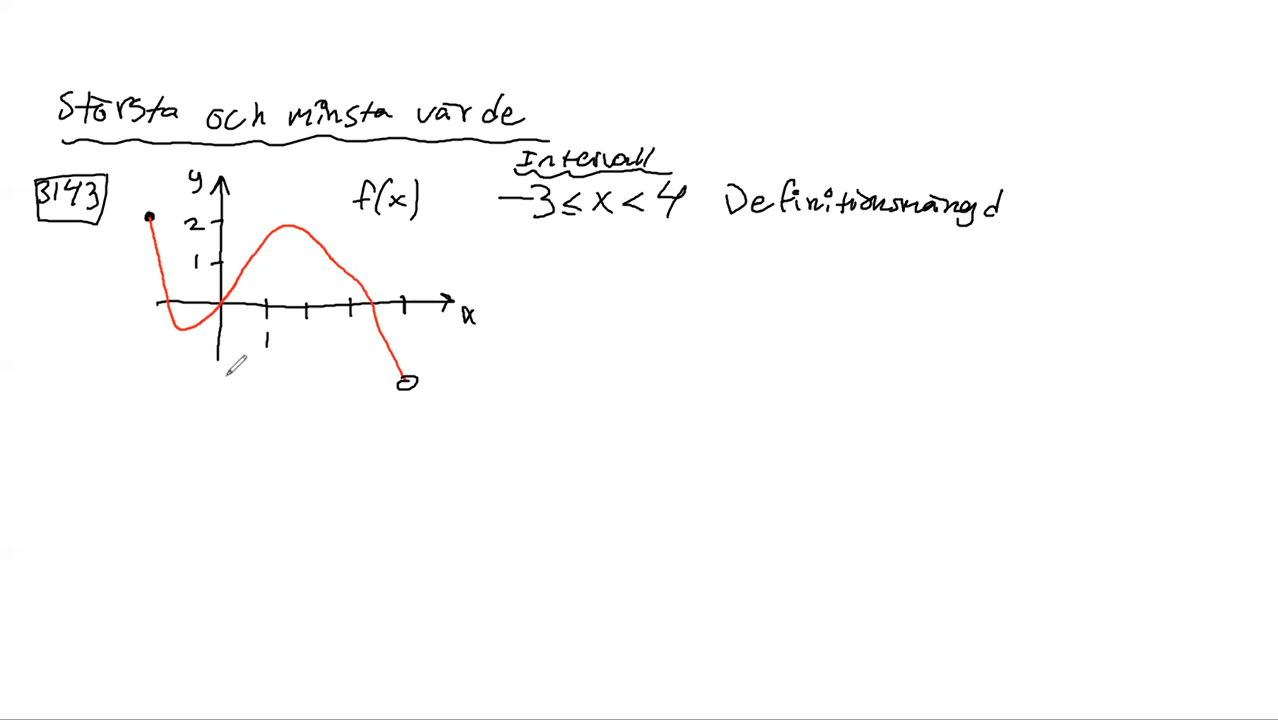 Största och minsta värde
Intervall
3143 y f(x) -3 ≤ x < 4 Definitionsmängd
2
1
x
1